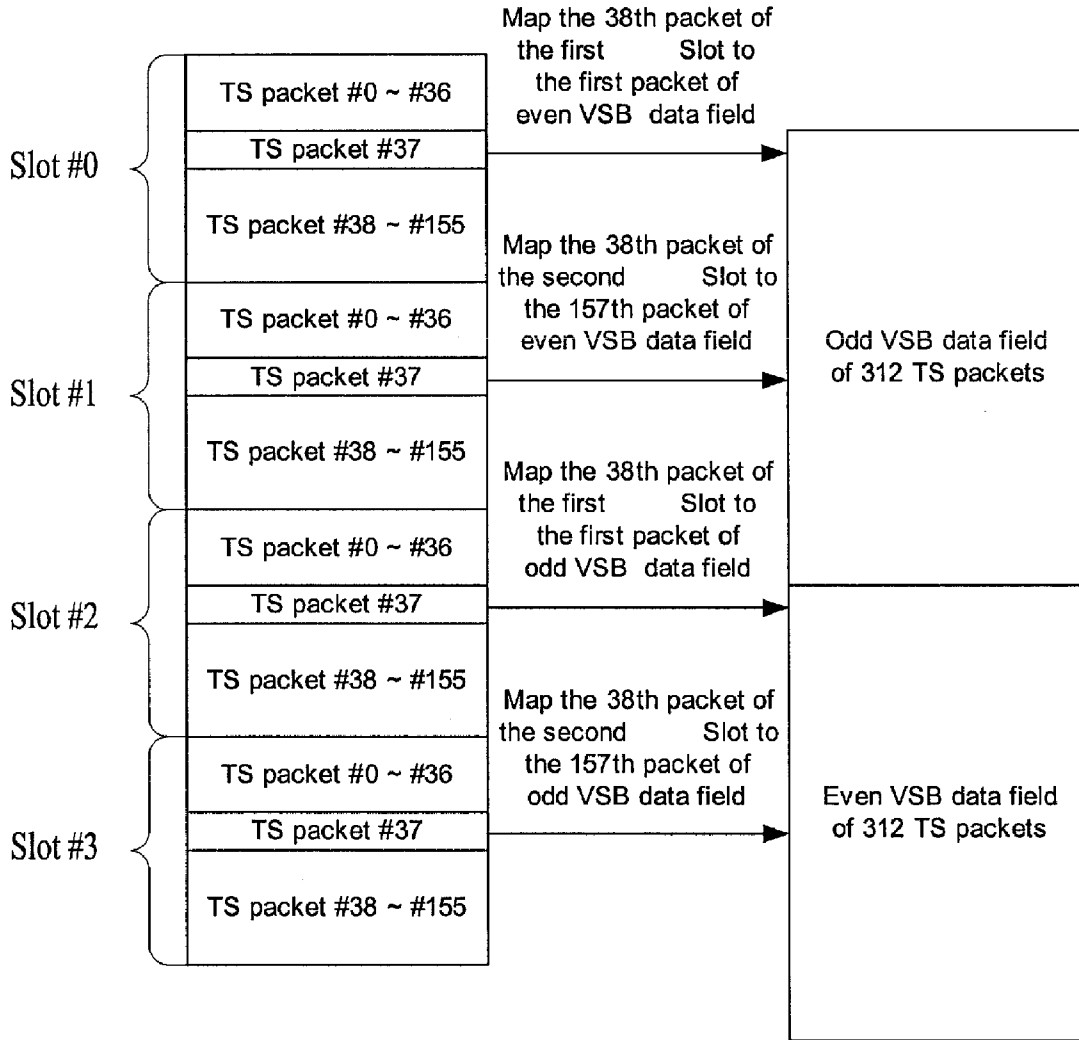 Map the 38th packet of
the first Slot to
the first packet of
even VSB data field
Slot #0
TS packet #0 ~ #36
TS packet #37
TS packet #38 ~ #155
Map the 38th packet of
the second Slot to
the 157th packet of
even VSB data field
Slot #1
TS packet #0 ~ #36
TS packet #37
TS packet #38 ~ #155
Odd VSB data field
of 312 TS packets
Map the 38th packet of
the first Slot to
the first packet of
odd VSB data field
Slot #2
TS packet #0 ~ #36
TS packet #37
TS packet #38 ~ #155
Map the 38th packet of
the second Slot to
the 157th packet of
odd VSB data field
Slot #3
TS packet #0 ~ #36
TS packet #37
TS packet #38 ~ #155
Even VSB data field
of 312 TS packets